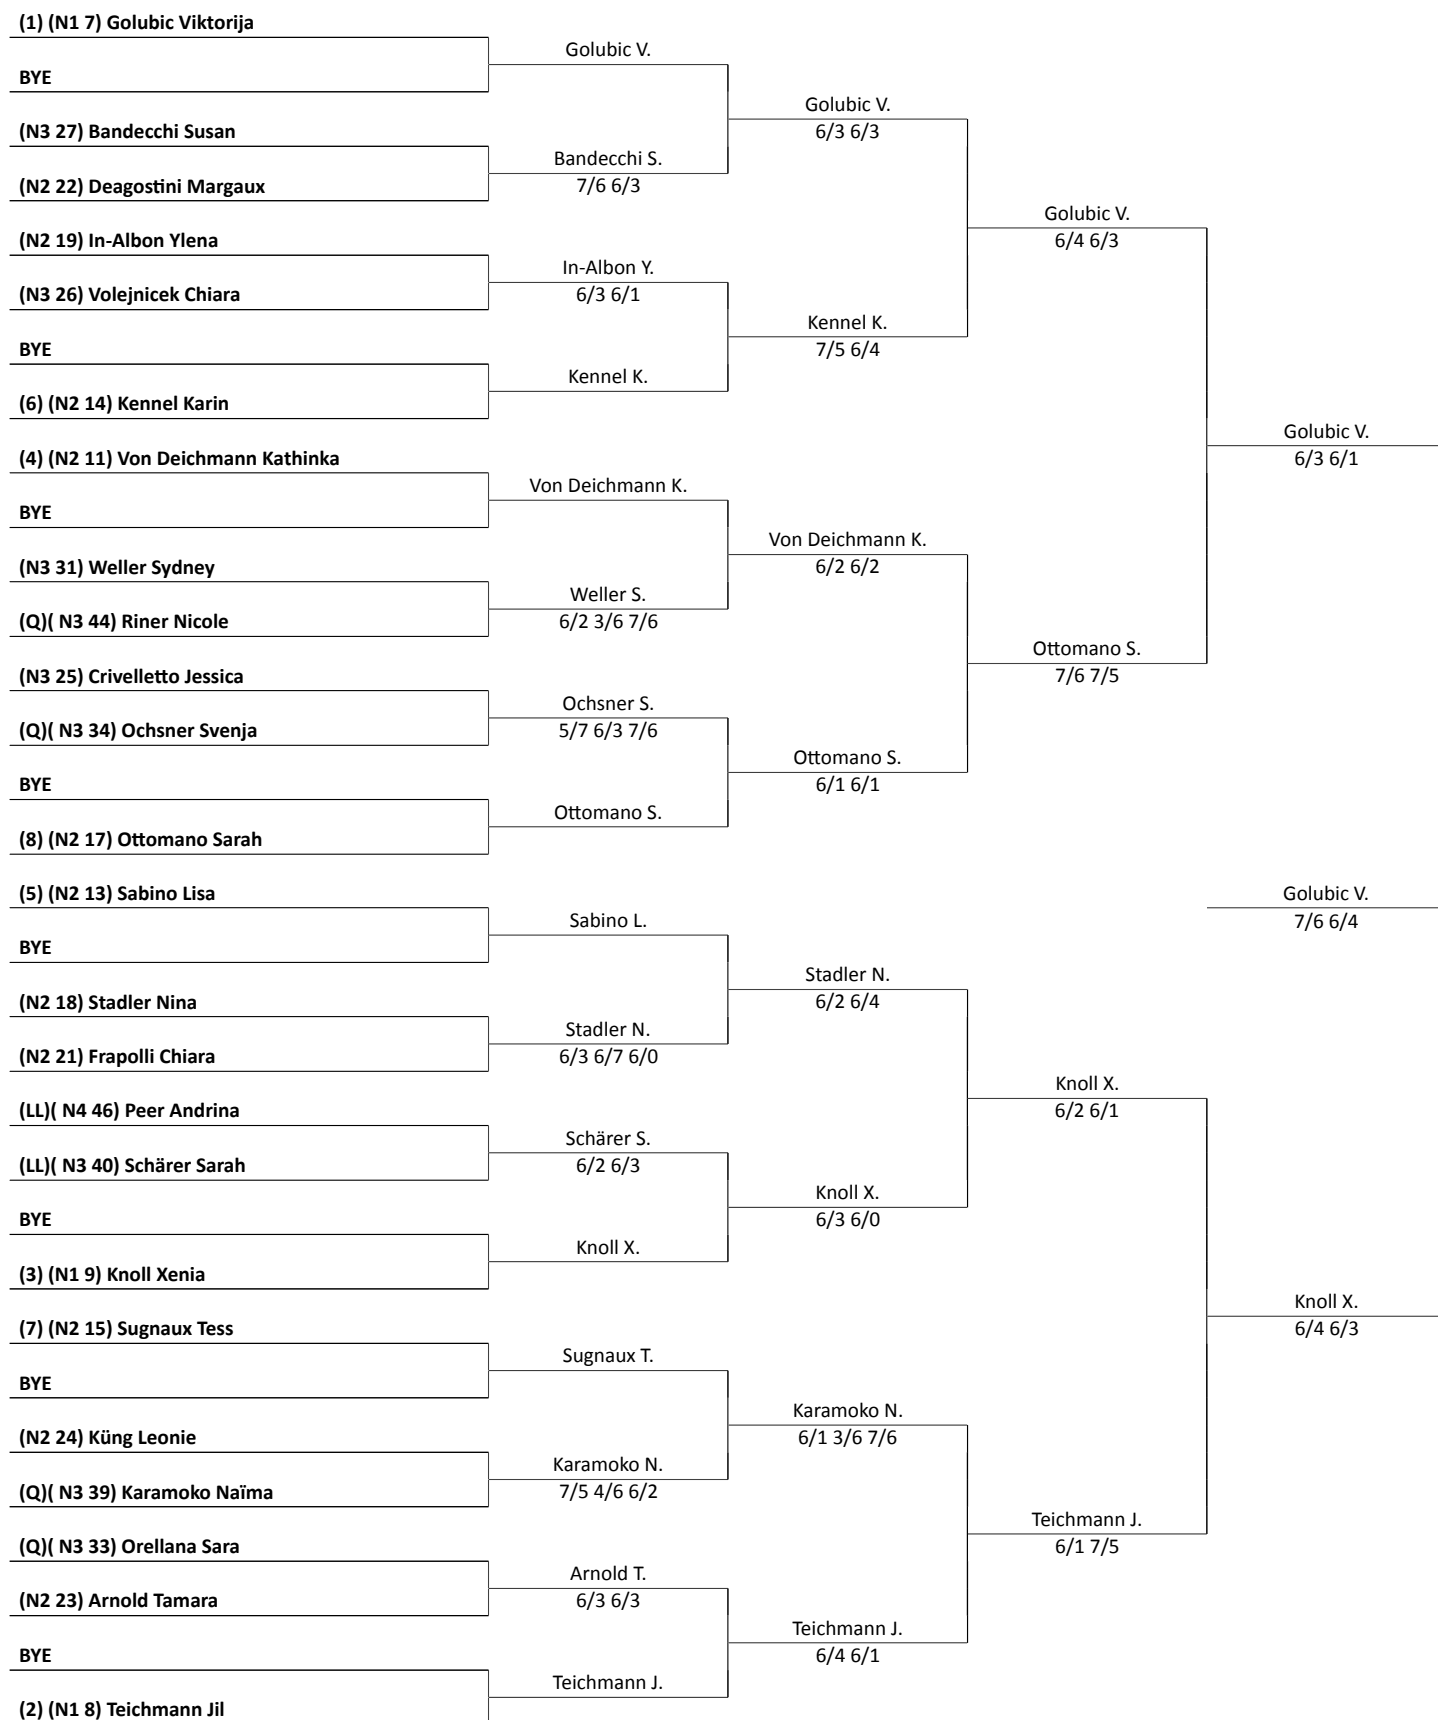 (1) (N1 7) Golubic Viktorija
BYE
(N3 27) Bandecchi Susan
(N2 22) Deagostini Margaux
(N2 19) In-Albon Ylena
(N3 26) Volejnicek Chiara
BYE
(6) (N2 14) Kennel Karin
(4) (N2 11) Von Deichmann Kathinka
BYE
(N3 31) Weller Sydney
(Q)( N3 44) Riner Nicole
(N3 25) Crivelletto Jessica
(Q)( N3 34) Ochsner Svenja
BYE
(8) (N2 17) Ottomano Sarah
(5) (N2 13) Sabino Lisa
BYE
(N2 18) Stadler Nina
(N2 21) Frapolli Chiara
(LL)( N4 46) Peer Andrina
(LL)( N3 40) Schärer Sarah
BYE
(3) (N1 9) Knoll Xenia
(7) (N2 15) Sugnaux Tess
BYE
(N2 24) Küng Leonie
(Q)( N3 39) Karamoko Naïma
(Q)( N3 33) Orellana Sara
(N2 23) Arnold Tamara
BYE
(2) (N1 8) Teichmann Jil
Golubic V.
Bandecchi S.
7/6 6/3
In-Albon Y.
6/3 6/1
Kennel K.
Von Deichmann K.
Weller S.
6/2 3/6 7/6
Ochsner S.
5/7 6/3 7/6
Ottomano S.
Sabino L.
Stadler N.
6/3 6/7 6/0
Schärer S.
6/2 6/3
Knoll X.
Sugnaux T.
Karamoko N.
7/5 4/6 6/2
Arnold T.
6/3 6/3
Teichmann J.
Golubic V.
6/3 6/3
Kennel K.
7/5 6/4
Von Deichmann K.
6/2 6/2
Ottomano S.
6/1 6/1
Stadler N.
6/2 6/4
Knoll X.
6/3 6/0
Karamoko N.
6/1 3/6 7/6
Teichmann J.
6/4 6/1
Golubic V.
6/4 6/3
Ottomano S.
7/6 7/5
Knoll X.
6/2 6/1
Teichmann J.
6/1 7/5
Golubic V.
6/3 6/1
Golubic V.
7/6 6/4
Knoll X.
6/4 6/3